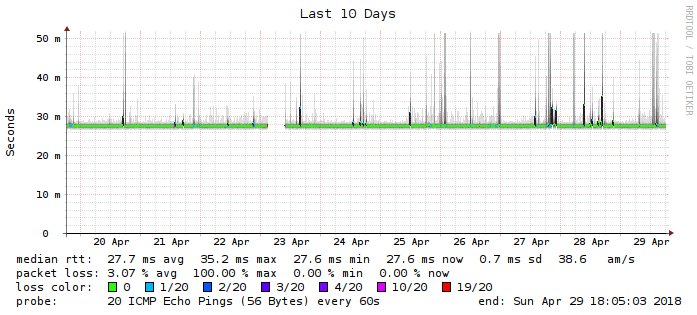 Last 10 Days
RRDTOOL / TOBI OETIKER
Seconds
50 m
40 m
30 m
20 m
10 m
0
20 Apr 21 Apr 22 Apr 23 Apr 24 Apr 25 Apr 26 Apr 27 Apr 28 Apr 29 Apr
median rtt: 27.7 ms avg 35.2 ms max 27.6 ms min 27.6 ms now 0.7 ms sd 38.6 am/s
packet loss: 3.07 % avg 100.00 % max 0.00 % min 0.00 % now
loss color: 0 1/20 2/20 3/20 4/20 10/20 19/20
probe: 20 ICMP Echo Pings (56 Bytes) every 60s end: Sun Apr 29 18:05:03 2018